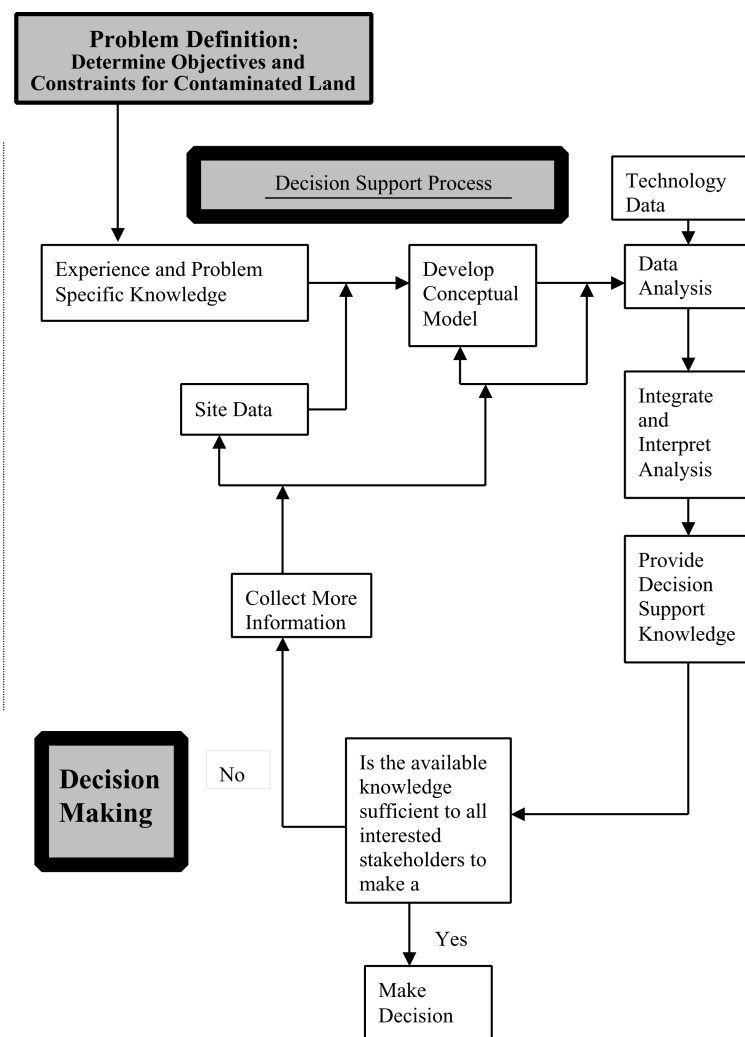 Problem Definition:
Determine Objectives and
Constraints for Contaminated Land
Decision Support Process
Technology
Data
Experience and Problem
Specific Knowledge
Develop
Conceptual
Model
Data
Analysis
Site Data
Integrate
and
Interpret
Analysis
Provide
Decision
Support
Knowledge
Collect More
Information
Decision
Making
No
Is the available
knowledge
sufficient to all
interested
stakeholders to
make a
Yes
Make
Decision